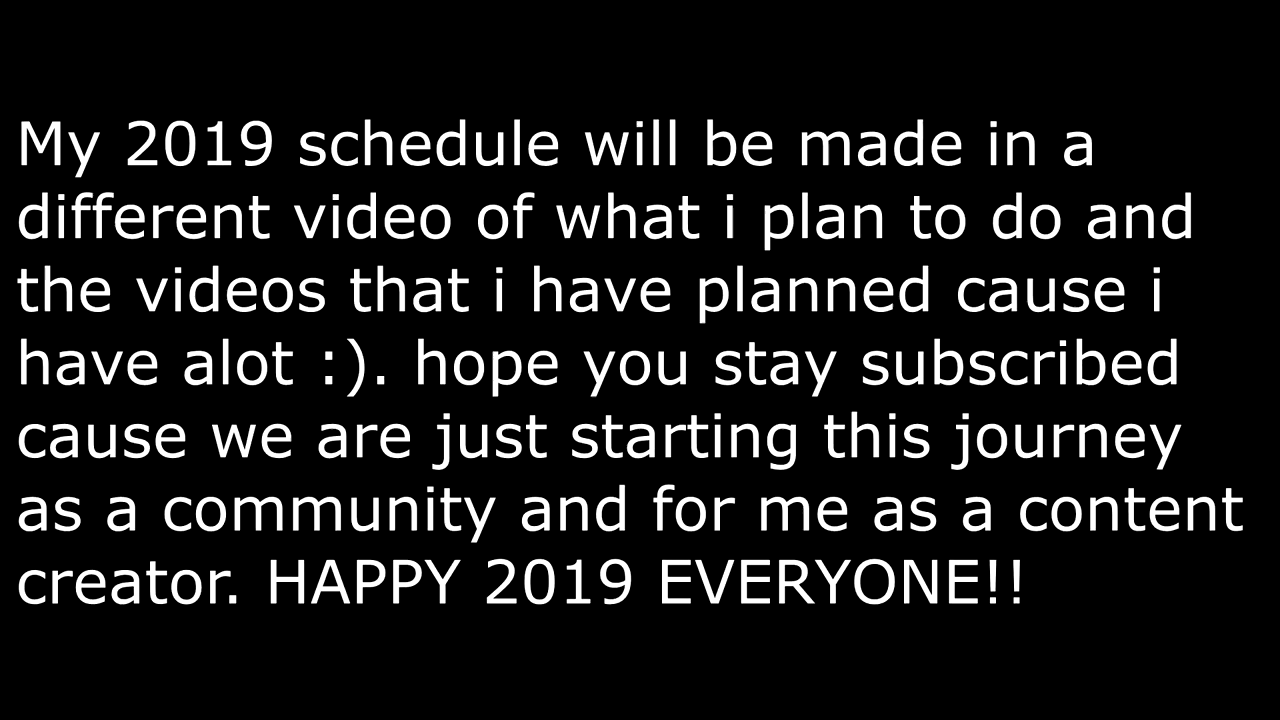 My 2019 schedule will be made in a
different video of what i plan to do and
the videos that i have planned cause i
have alot :). hope you stay subscribed
cause we are just starting this journey
as a community and for me as a content
creator. HAPPY 2019 EVERYONE!!